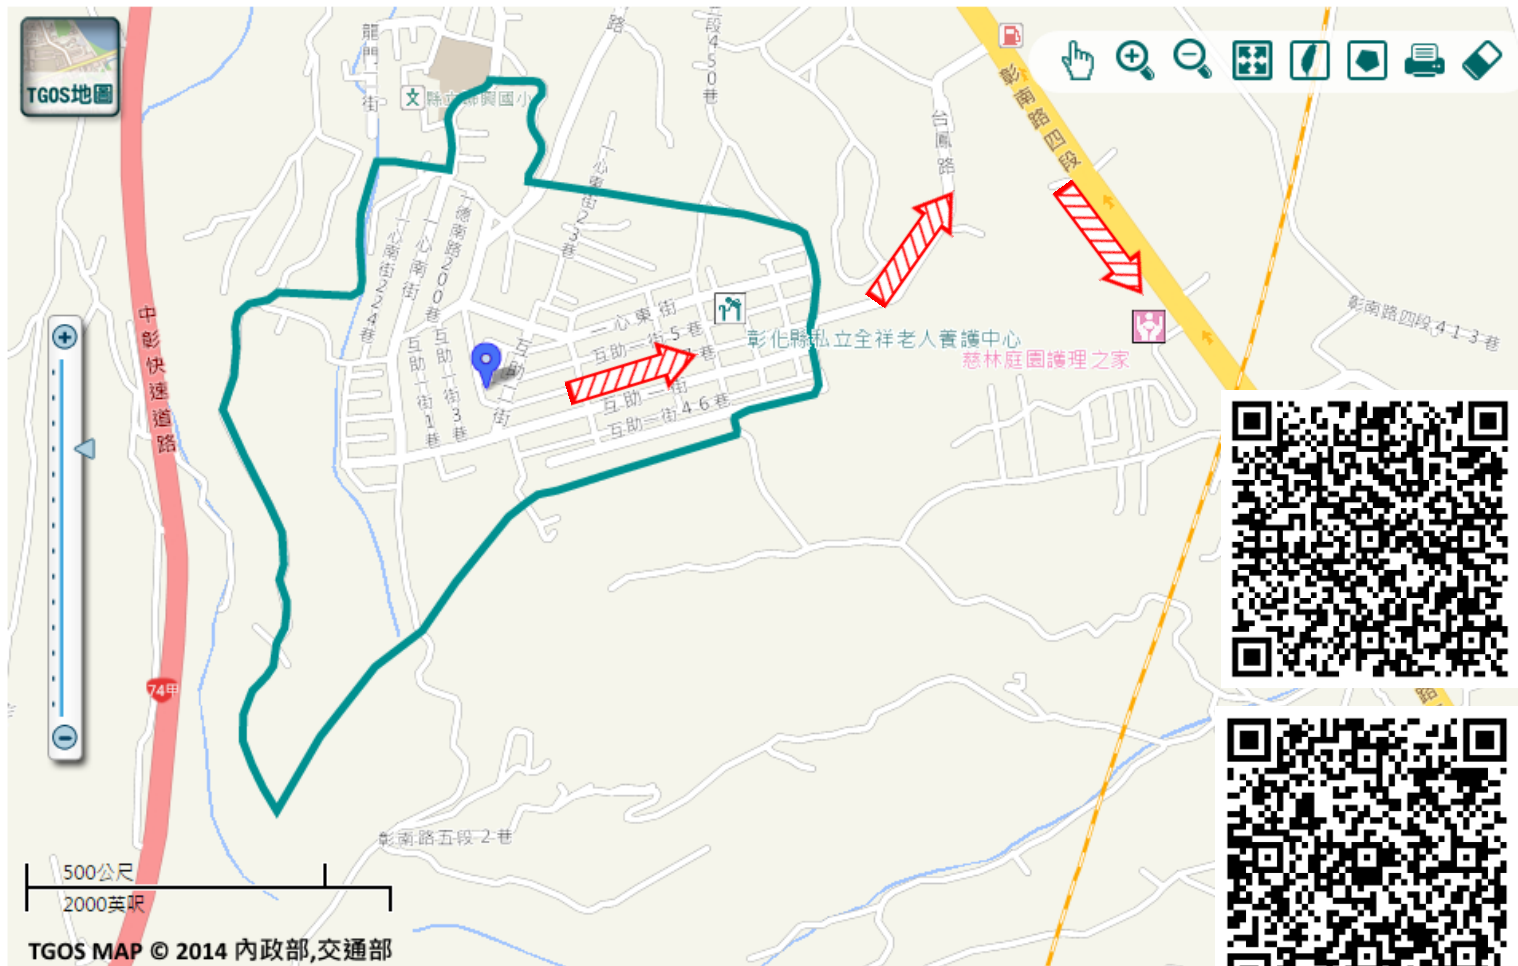 TGOS地圖
龍門一街
路
五段450巷
縣立聯興國小
台鳳路
彰南路四段
一心東街23巷
一德南路200巷
一心南街
一心南街224巷
中彰快速道路
彰南路四段413巷
一心東街
互助一街5巷
彰化縣私立全祥老人養護中心
慈林庭園護理之家
互助一街1巷
互助一街3巷
互助二街
巷
互助一街
互助一街46巷
74甲
路
彰南路五段2巷
500公尺
2000英呎
TGOS MAP © 2014 內政部,交通部